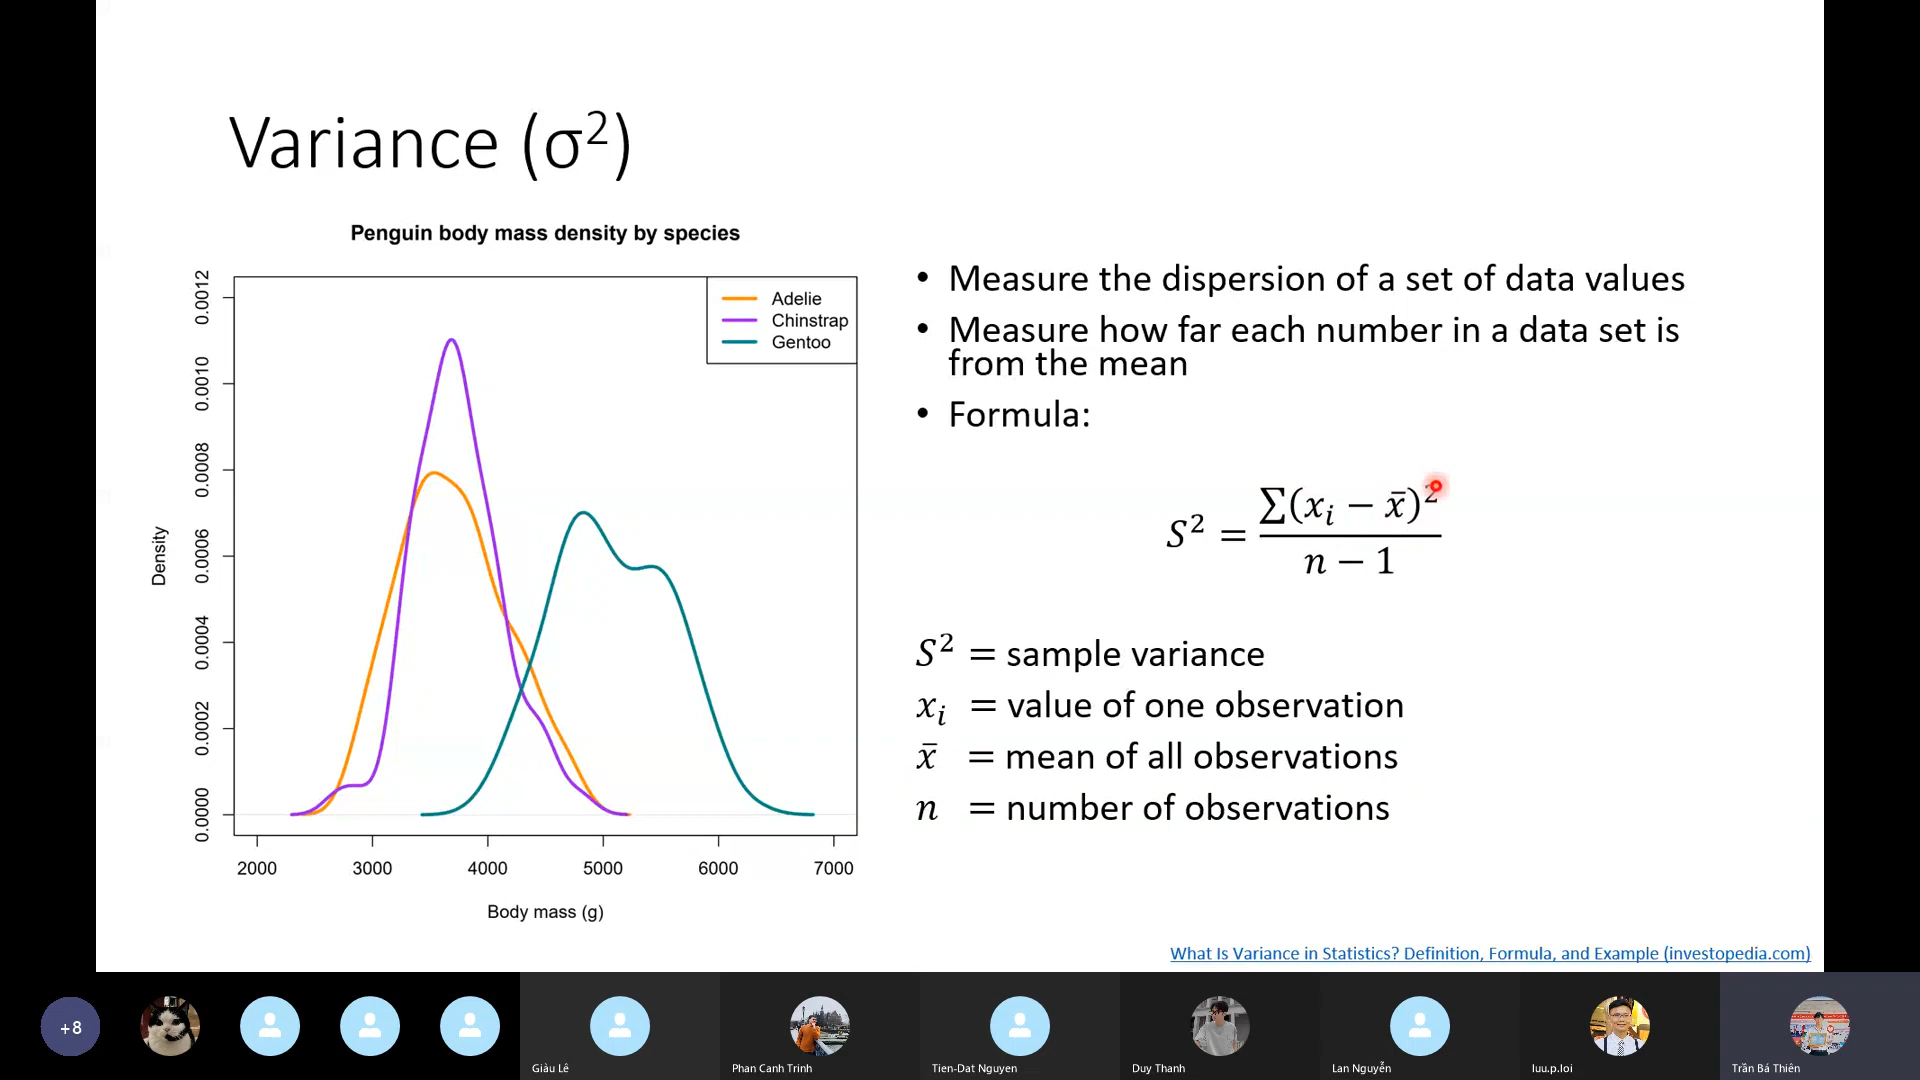 Variance (σ²)
Penguin body mass density by species
Adelie
Chinstrap
Gentoo
0.0012
0.0010
0.0008
0.0006
0.0004
0.0002
0.0000
Density
2000 3000 4000 5000 6000 7000
Body mass (g)
• Measure the dispersion of a set of data values
• Measure how far each number in a data set is
from the mean
• Formula:
S² = ∑(xᵢ − x̄)² / n − 1
S² = sample variance
xᵢ = value of one observation
x̄ = mean of all observations
n = number of observations
What Is Variance in Statistics? Definition, Formula, and Example (investopedia.com)
+8
Giàu Lê
Phan Canh Trinh
Tien-Dat Nguyen
Duy Thanh
Lan Nguyễn
luu.p.loi
Trần Bá Thiên